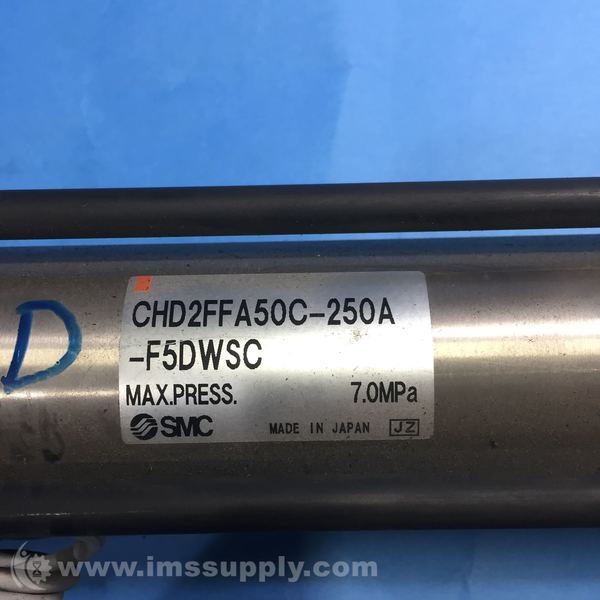 CHD2FFA50C-250A
-F5DWSC
MAX.PRESS. 7.0MPa
SMC MADE IN JAPAN JZ
D
www.imssupply.com